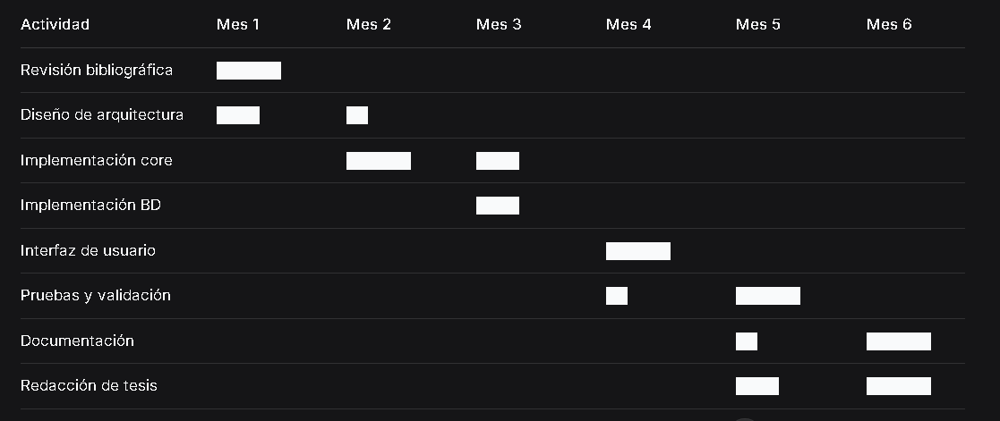 Actividad Mes 1 Mes 2 Mes 3 Mes 4 Mes 5 Mes 6
Revisión bibliográfica
Diseño de arquitectura
Implementación core
Implementación BD
Interfaz de usuario
Pruebas y validación
Documentación
Redacción de tesis